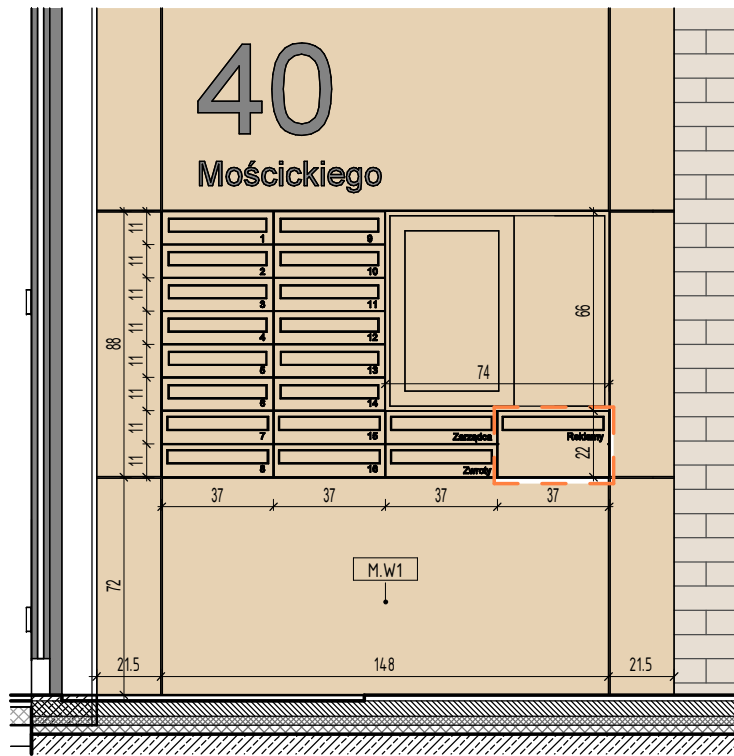 40
Mościckiego
11 1 9
11 2 10
11 3 11
11 4 12 66
88 11 5 13 74
11 6 14
11 7 15 Zarządca Reklamy
11 8 16 Zwroty 22
37 37 37 37
M.W1
72
21.5 148 21.5